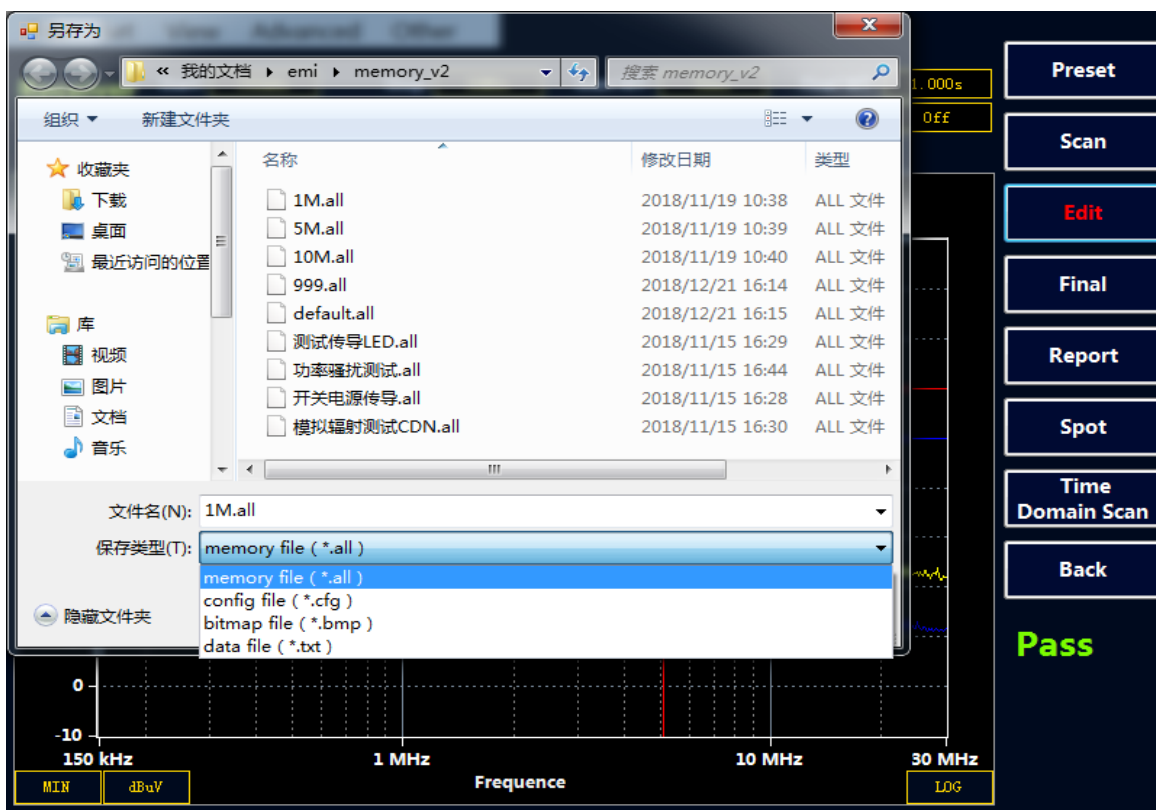 另存为
View Advanced Other
« 我的文档 ▸ emi ▸ memory_v2
搜索 memory_v2
组织 新建文件夹
收藏夹
下载
桌面
最近访问的位置
库
视频
图片
文档
音乐
名称 修改日期 类型
1M.all 2018/11/19 10:38 ALL 文件
5M.all 2018/11/19 10:39 ALL 文件
10M.all 2018/11/19 10:40 ALL 文件
999.all 2018/12/21 16:14 ALL 文件
default.all 2018/12/21 16:15 ALL 文件
测试传导LED.all 2018/11/15 16:29 ALL 文件
功率骚扰测试.all 2018/11/15 16:44 ALL 文件
开关电源传导.all 2018/11/15 16:28 ALL 文件
模拟辐射测试CDN.all 2018/11/15 16:30 ALL 文件
文件名(N): 1M.all
保存类型(T): memory file ( *.all )
memory file ( *.all )
config file ( *.cfg )
bitmap file ( *.bmp )
data file ( *.txt )
隐藏文件夹
1.000s
Off
Preset
Scan
Edit
Final
Report
Spot
Time
Domain Scan
Back
Pass
0
-10
150 kHz 1 MHz 10 MHz 30 MHz
MIN dBuV Frequence LOG